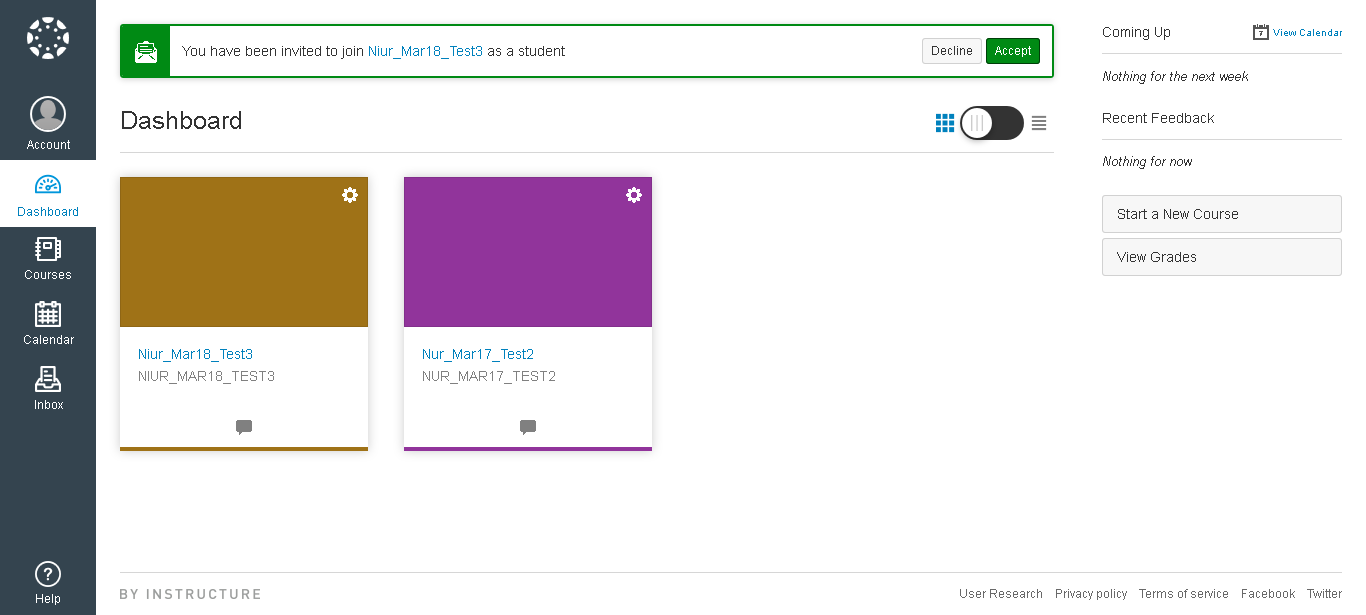 Account
Dashboard
Courses
Calendar
Inbox
Help
You have been invited to join Niur_Mar18_Test3 as a student
Decline
Accept
Dashboard
Niur_Mar18_Test3
NIUR_MAR18_TEST3
Nur_Mar17_Test2
NUR_MAR17_TEST2
Coming Up
7
View Calendar
Nothing for the next week
Recent Feedback
Nothing for now
Start a New Course
View Grades
BY INSTRUCTURE
User Research Privacy policy Terms of service Facebook Twitter